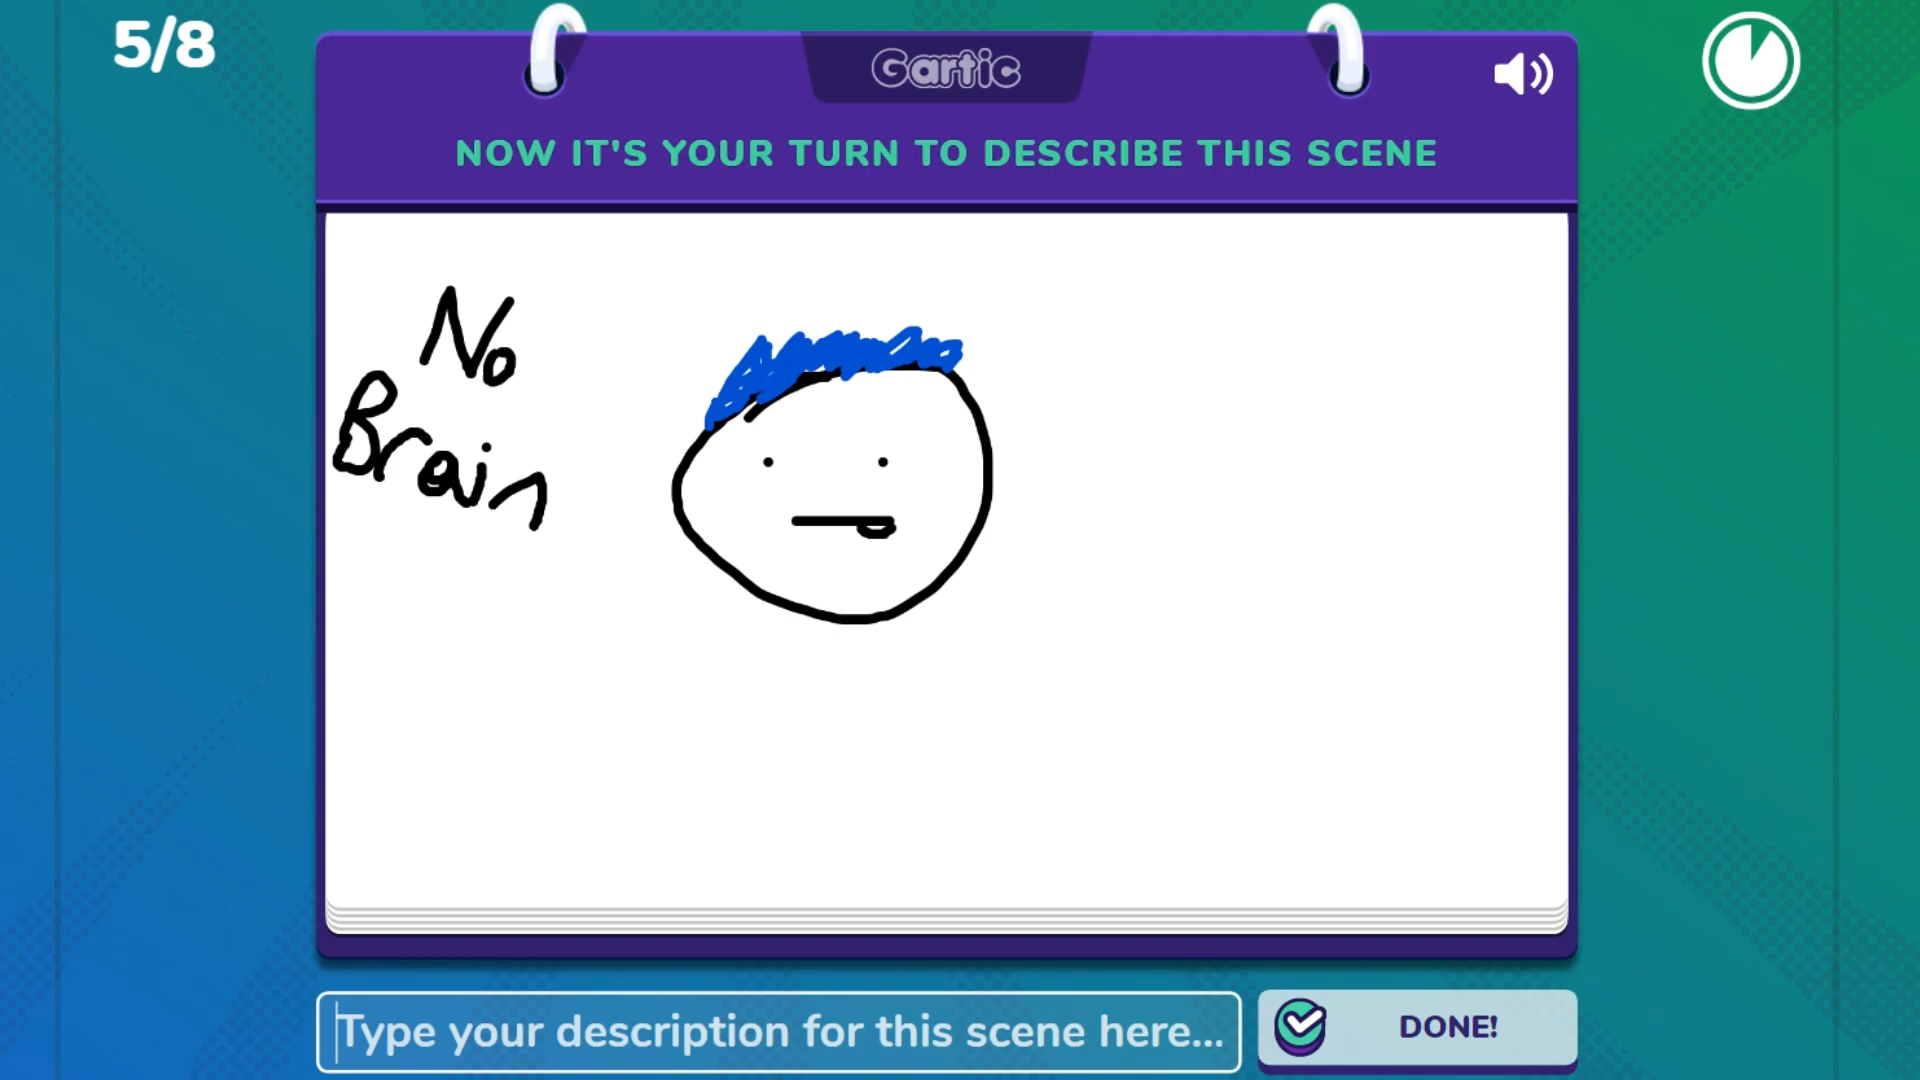 5/8
Gartic
NOW IT'S YOUR TURN TO DESCRIBE THIS SCENE
No
Brain
Type your description for this scene here...
DONE!